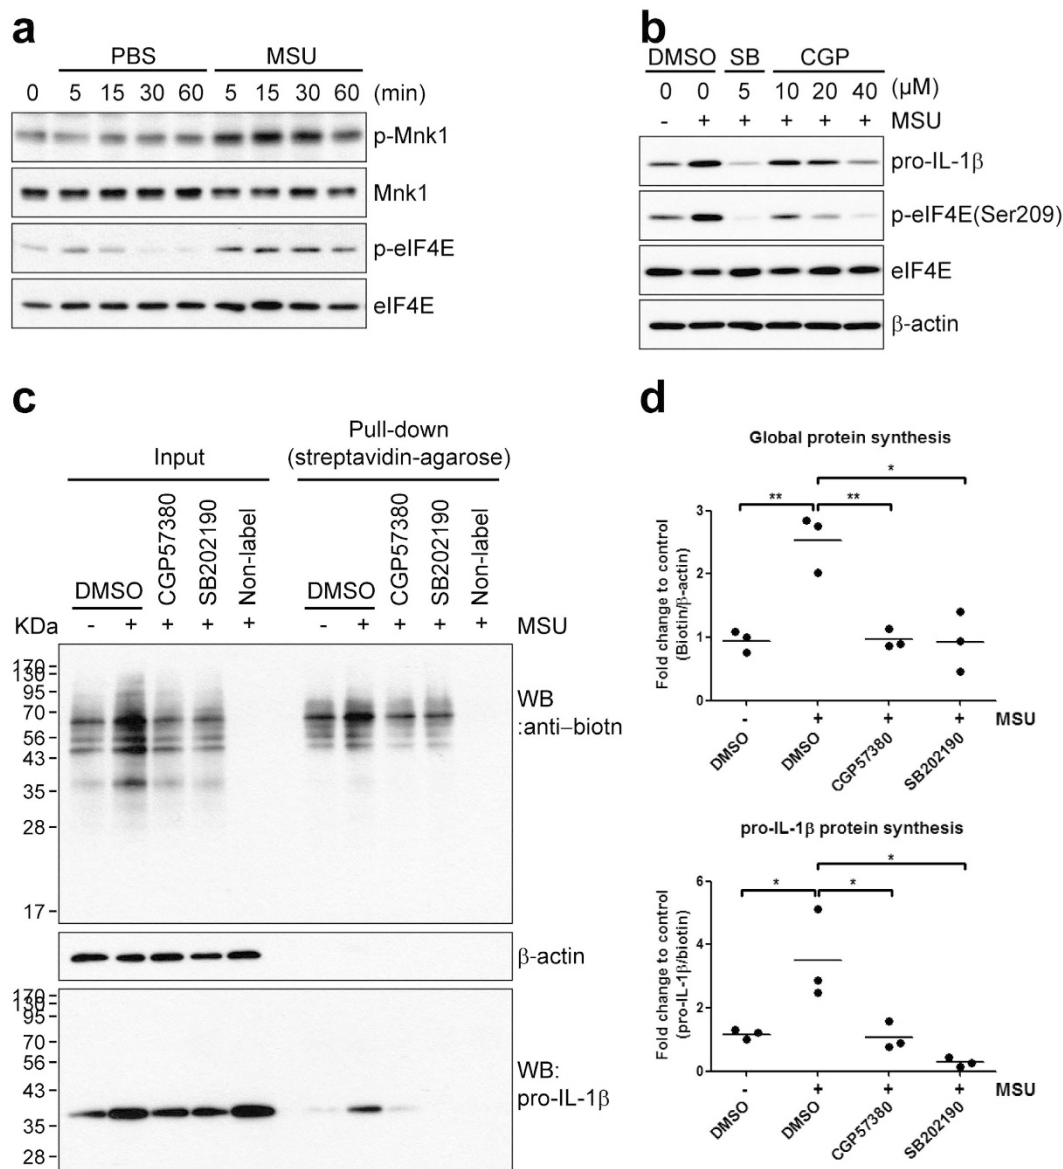 a
PBS MSU
0 5 15 30 60 5 15 30 60 (min)
p-Mnk1
Mnk1
p-eIF4E
eIF4E
b
DMSO SB CGP
0 0 5 10 20 40 (μM)
- + + + + + MSU
pro-IL-1β
p-eIF4E(Ser209)
eIF4E
β-actin
c
Input
Pull-down
(streptavidin-agarose)
DMSO CGP57380 SB202190 Non-label DMSO CGP57380 SB202190 Non-label
KDa - + + + + - + + + + MSU
170
130
95
70
56
43
35
28
17
WB
:anti–biotn
β-actin
170
130
95
70
56
43
35
28
WB:
pro-IL-1β
d
Global protein synthesis
*
** **
Fold change to control
(Biotin/β-actin)
3
2
1
0
- + + + MSU
DMSO DMSO CGP57380 SB202190
pro-IL-1β protein synthesis
*
* *
Fold change to control
(pro-IL-1β/biotin)
6
4
2
0
- + + + MSU
DMSO DMSO CGP57380 SB202190